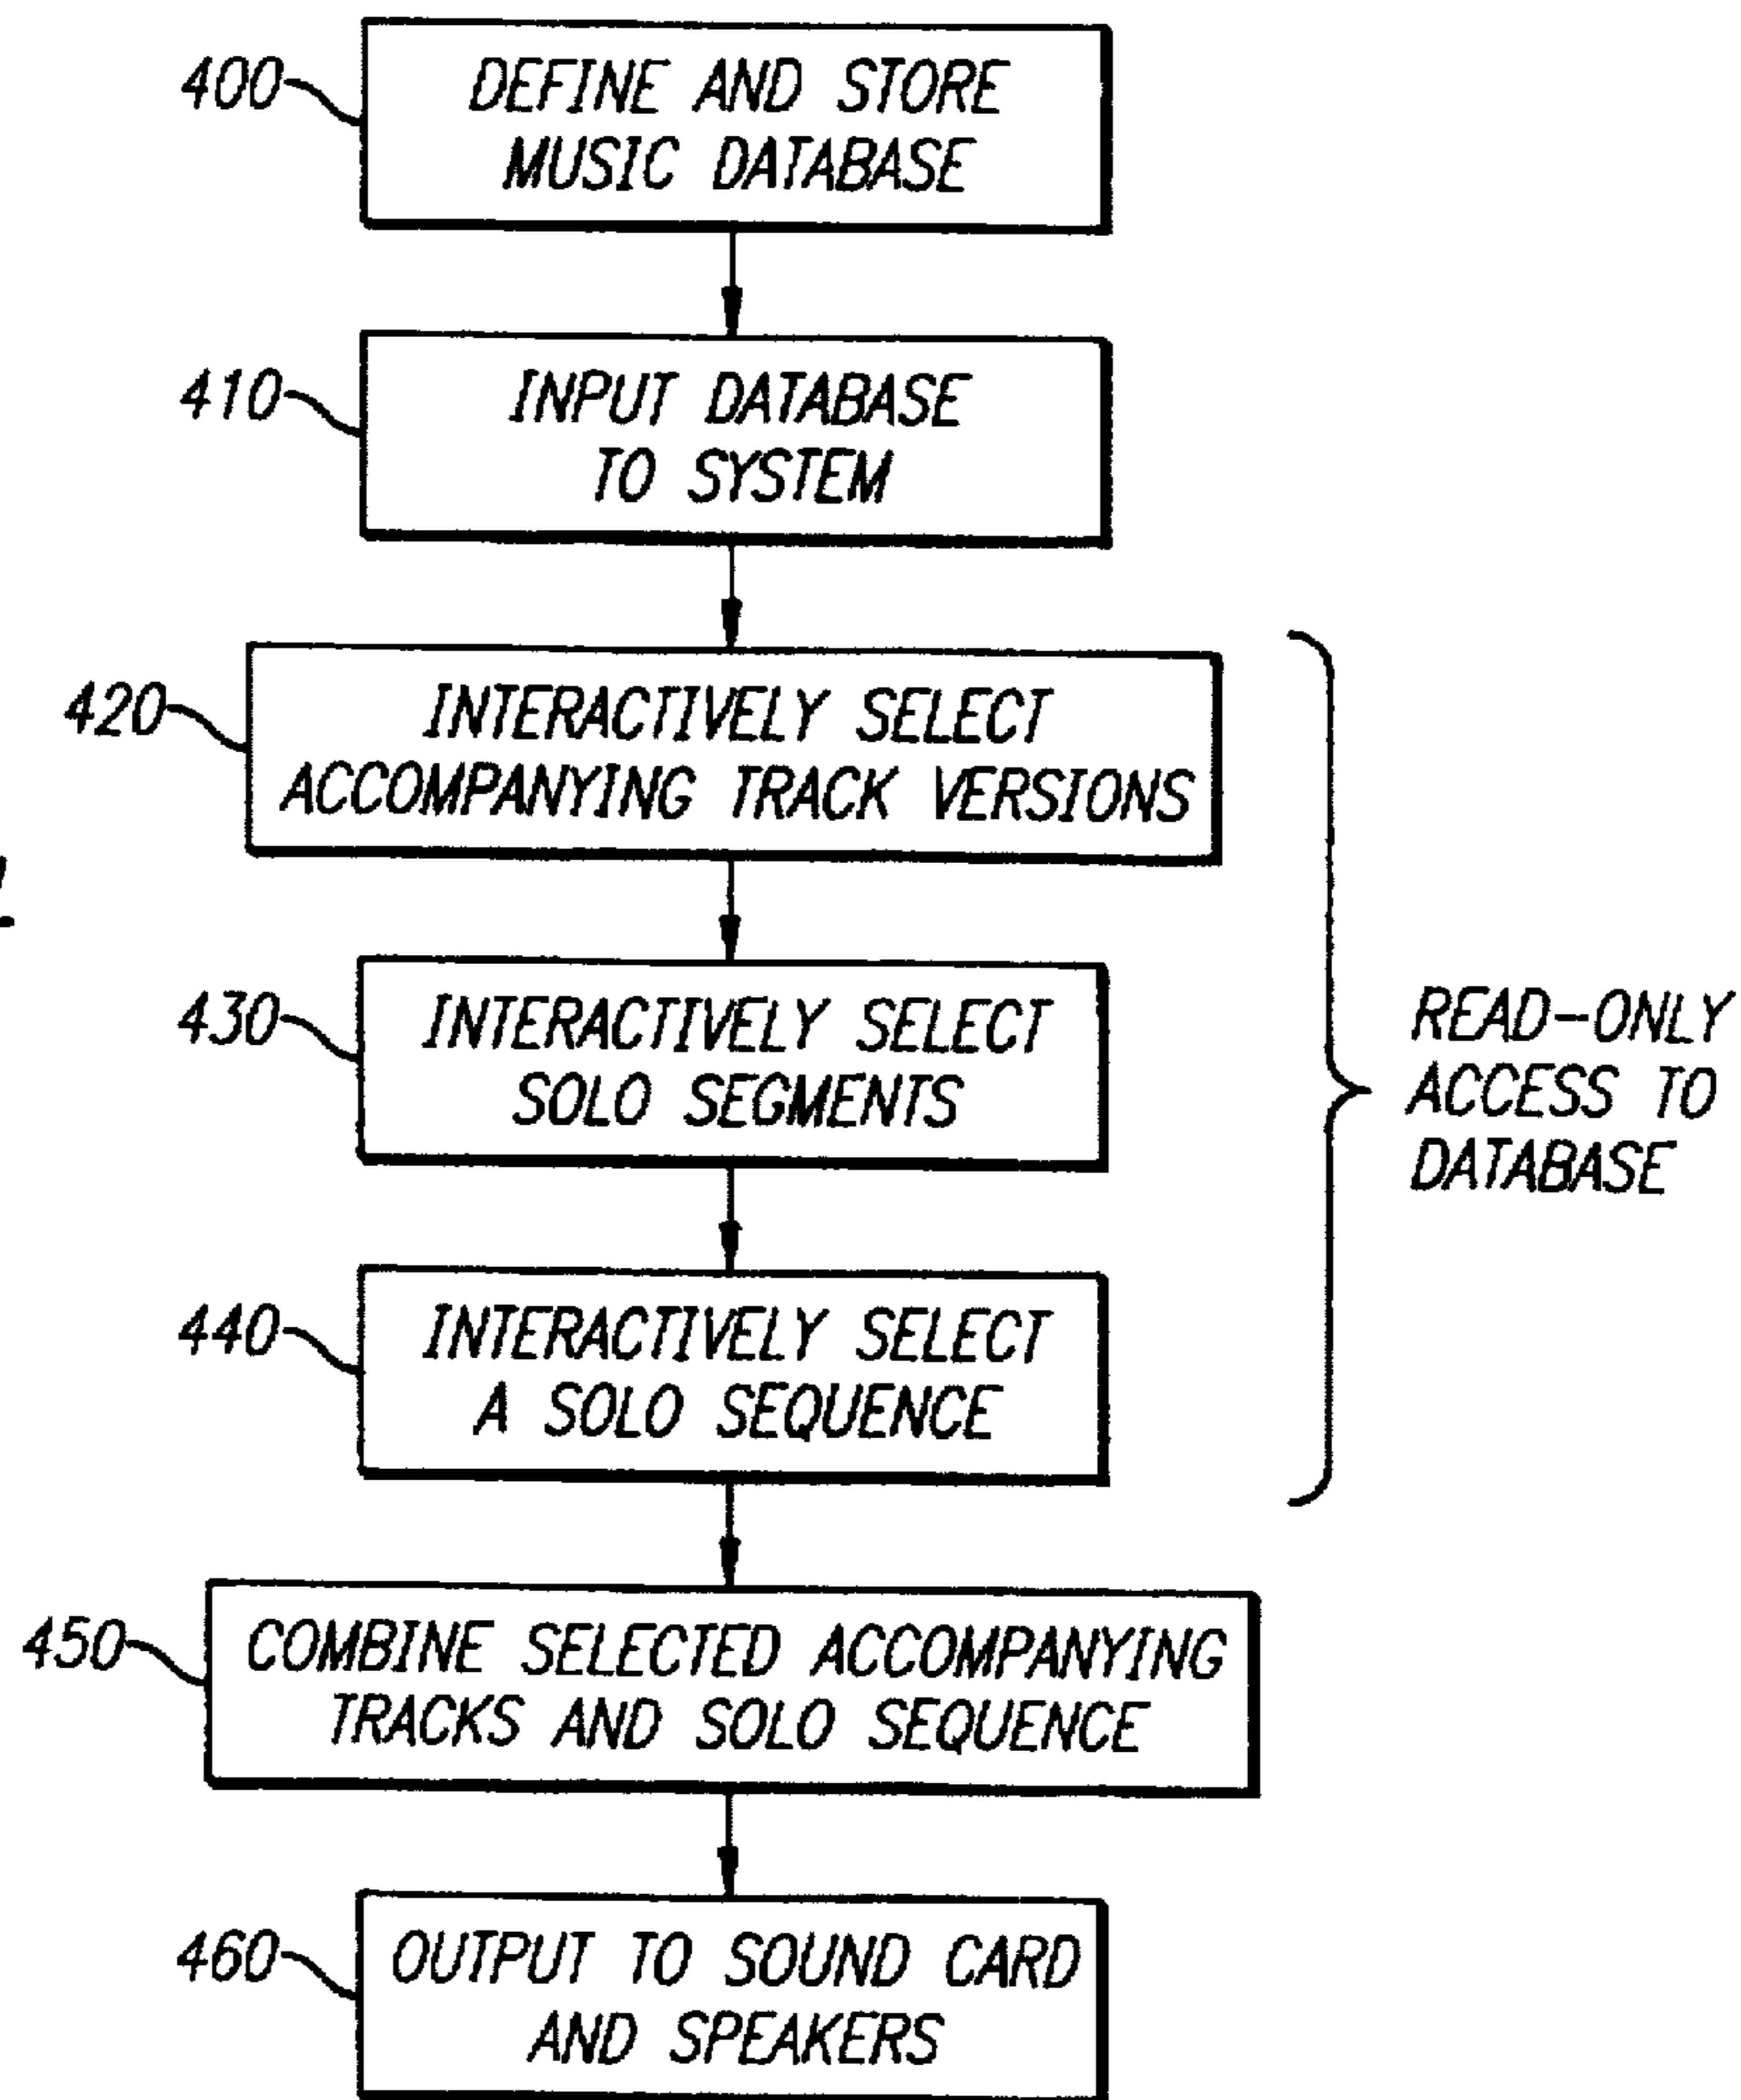 400
DEFINE AND STORE
MUSIC DATABASE
410
INPUT DATABASE
TO SYSTEM
420
INTERACTIVELY SELECT
ACCOMPANYING TRACK VERSIONS
430
INTERACTIVELY SELECT
SOLO SEGMENTS
440
INTERACTIVELY SELECT
A SOLO SEQUENCE
READ-ONLY
ACCESS TO
DATABASE
450
COMBINE SELECTED ACCOMPANYING
TRACKS AND SOLO SEQUENCE
460
OUTPUT TO SOUND CARD
AND SPEAKERS